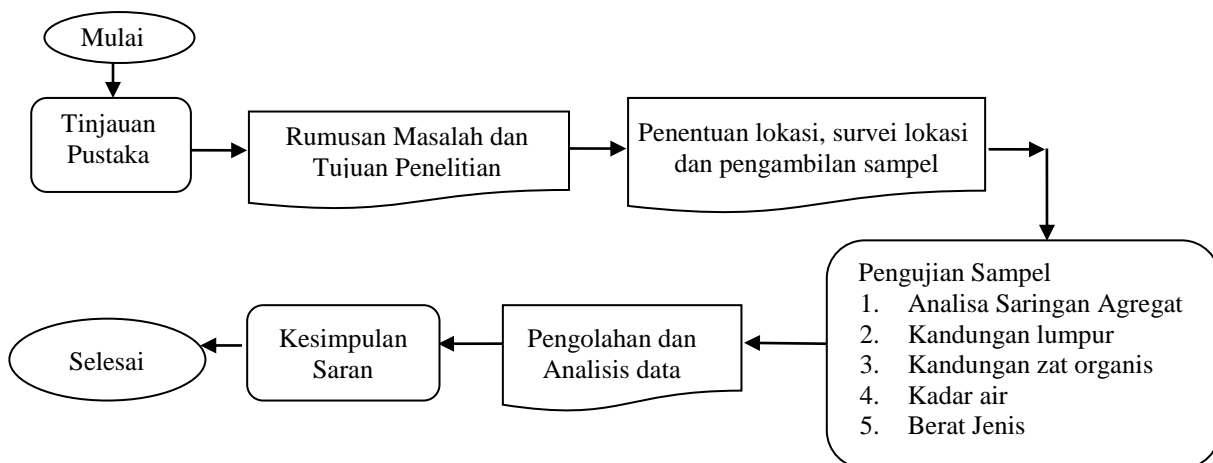 Mulai
Tinjauan
Pustaka
Rumusan Masalah dan
Tujuan Penelitian
Penentuan lokasi, survei lokasi
dan pengambilan sampel
Pengujian Sampel
1. Analisa Saringan Agregat
2. Kandungan lumpur
3. Kandungan zat organis
4. Kadar air
5. Berat Jenis
Pengolahan dan
Analisis data
Kesimpulan
Saran
Selesai